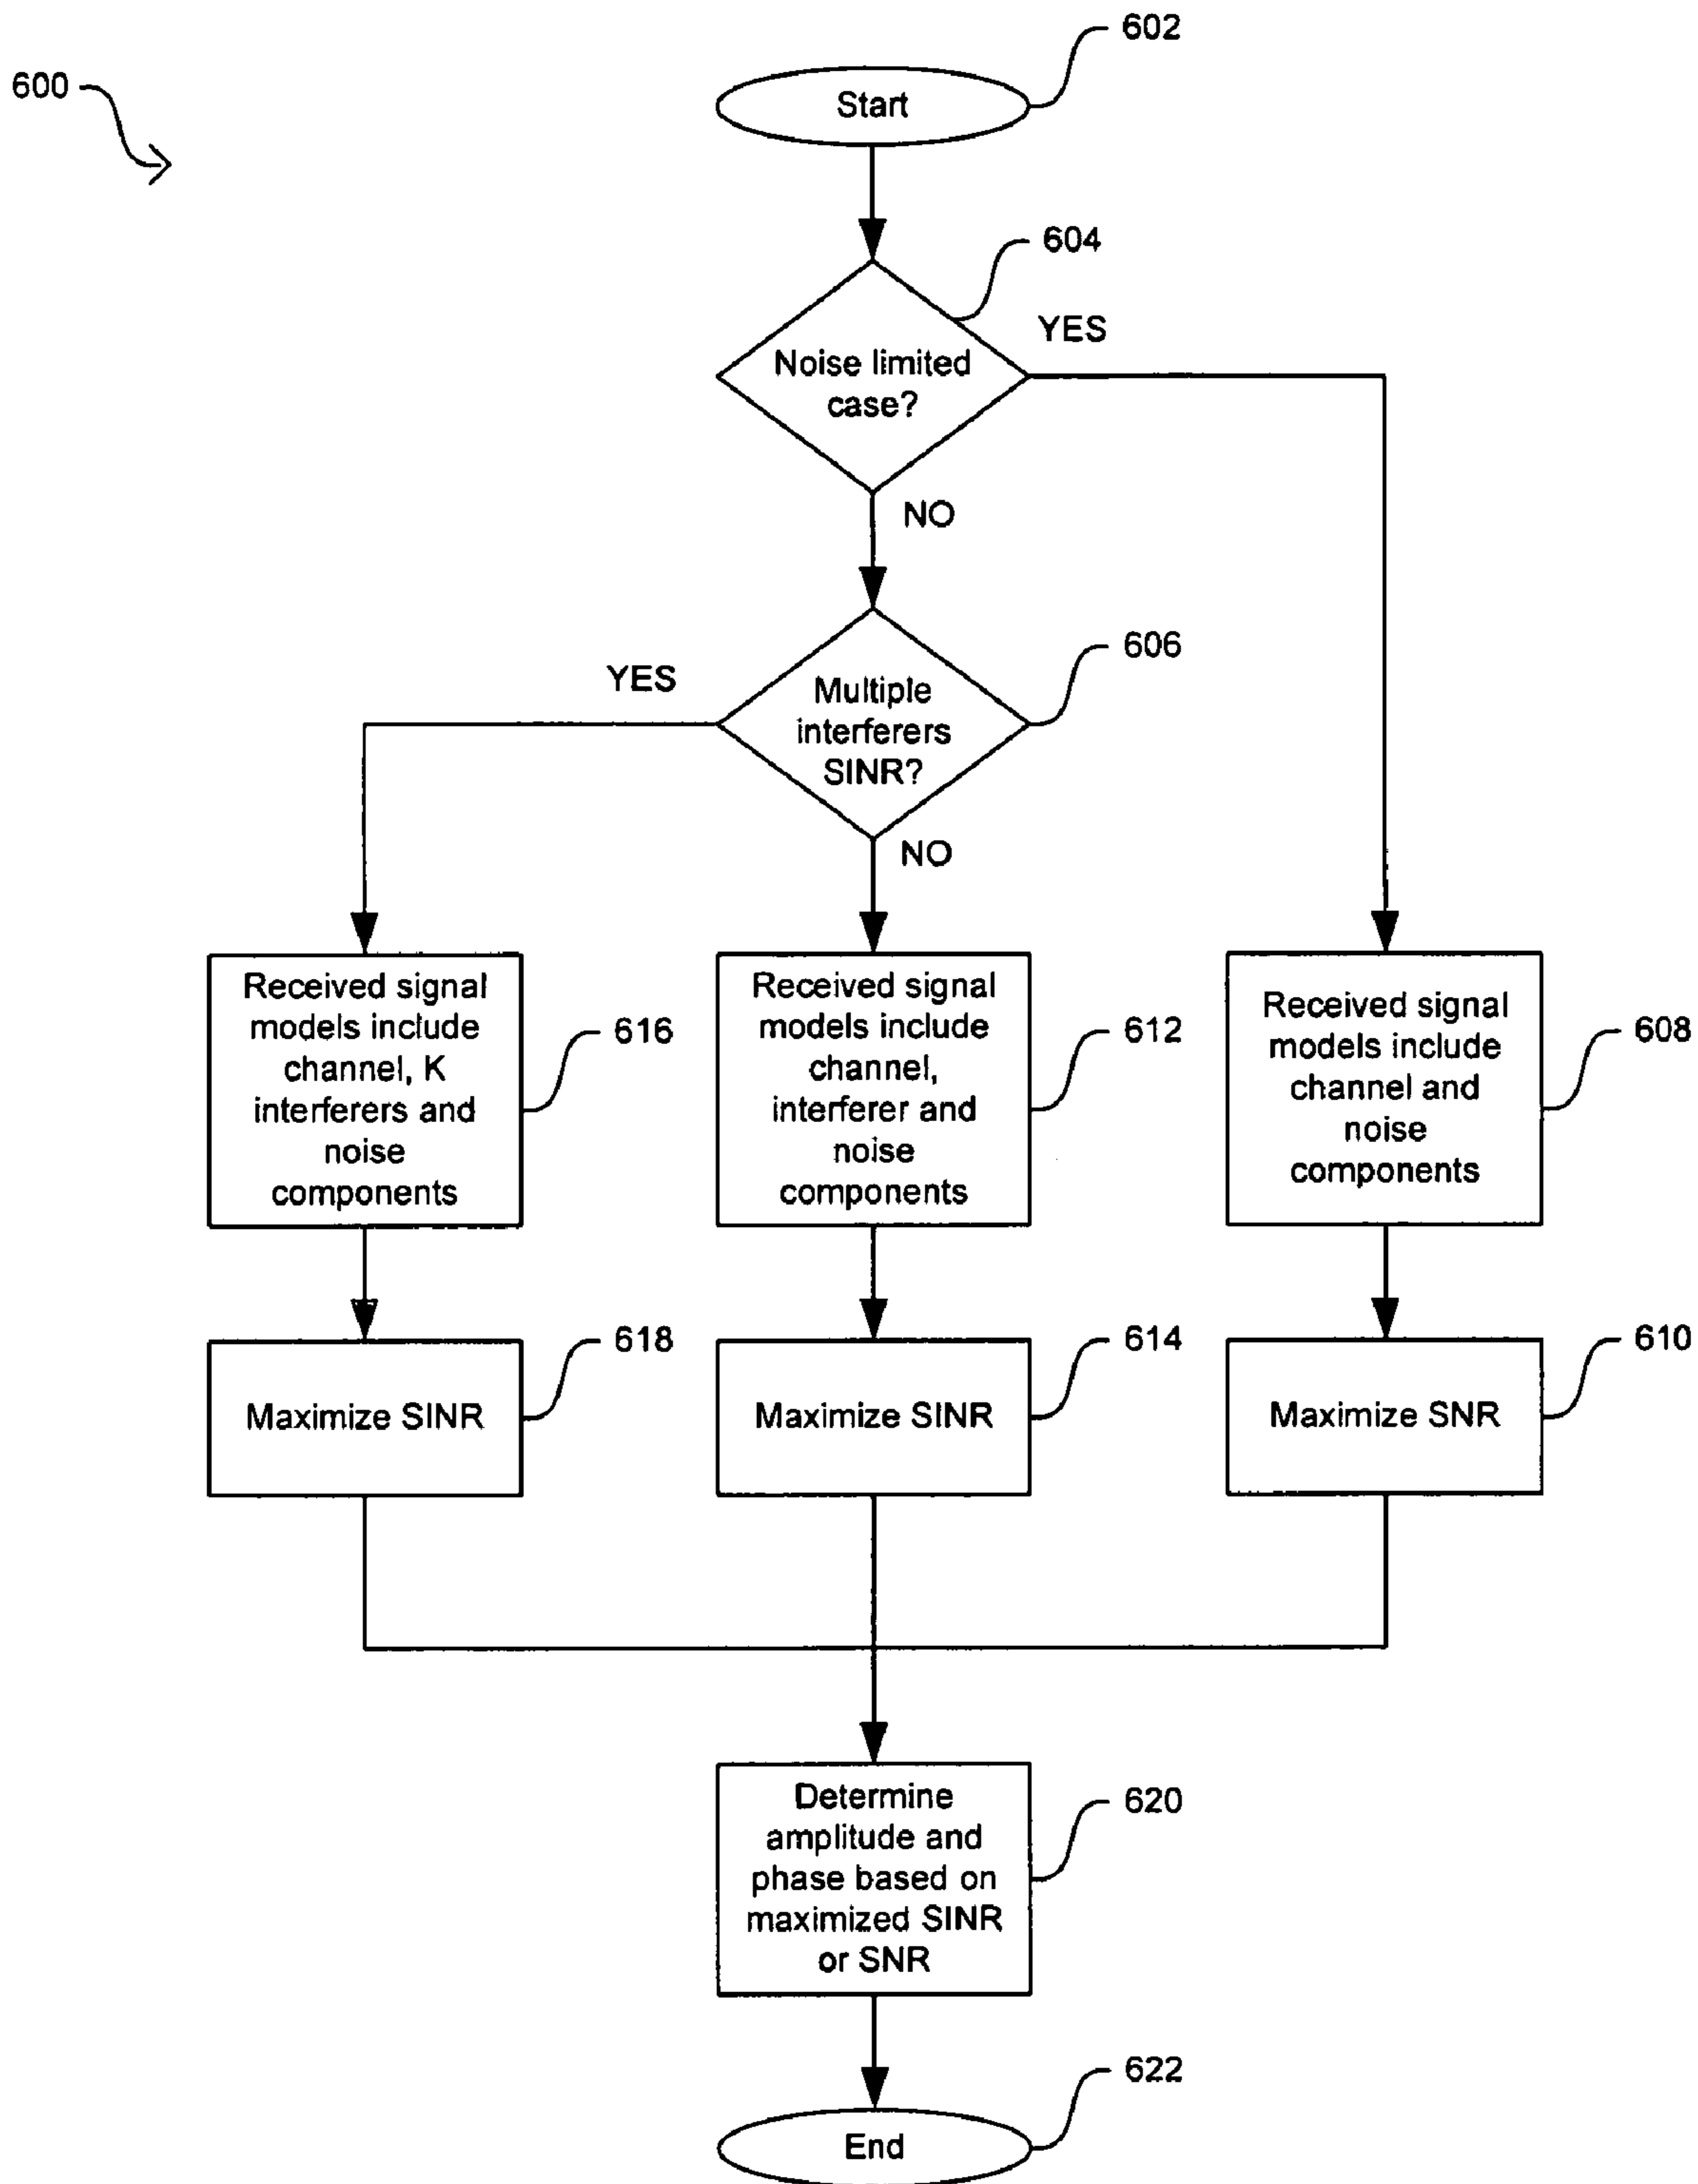 602
600
Start
604
YES
Noise limited
case?
NO
606
YES
Multiple
interferers
SINR?
NO
Received signal
models include
channel, K
interferers and
noise
components
616
Received signal
models include
channel,
interferer and
noise
components
612
Received signal
models include
channel and
noise
components
608
618
614
610
Maximize SINR
Maximize SINR
Maximize SNR
Determine
amplitude and
phase based on
maximized SINR
or SNR
620
622
End